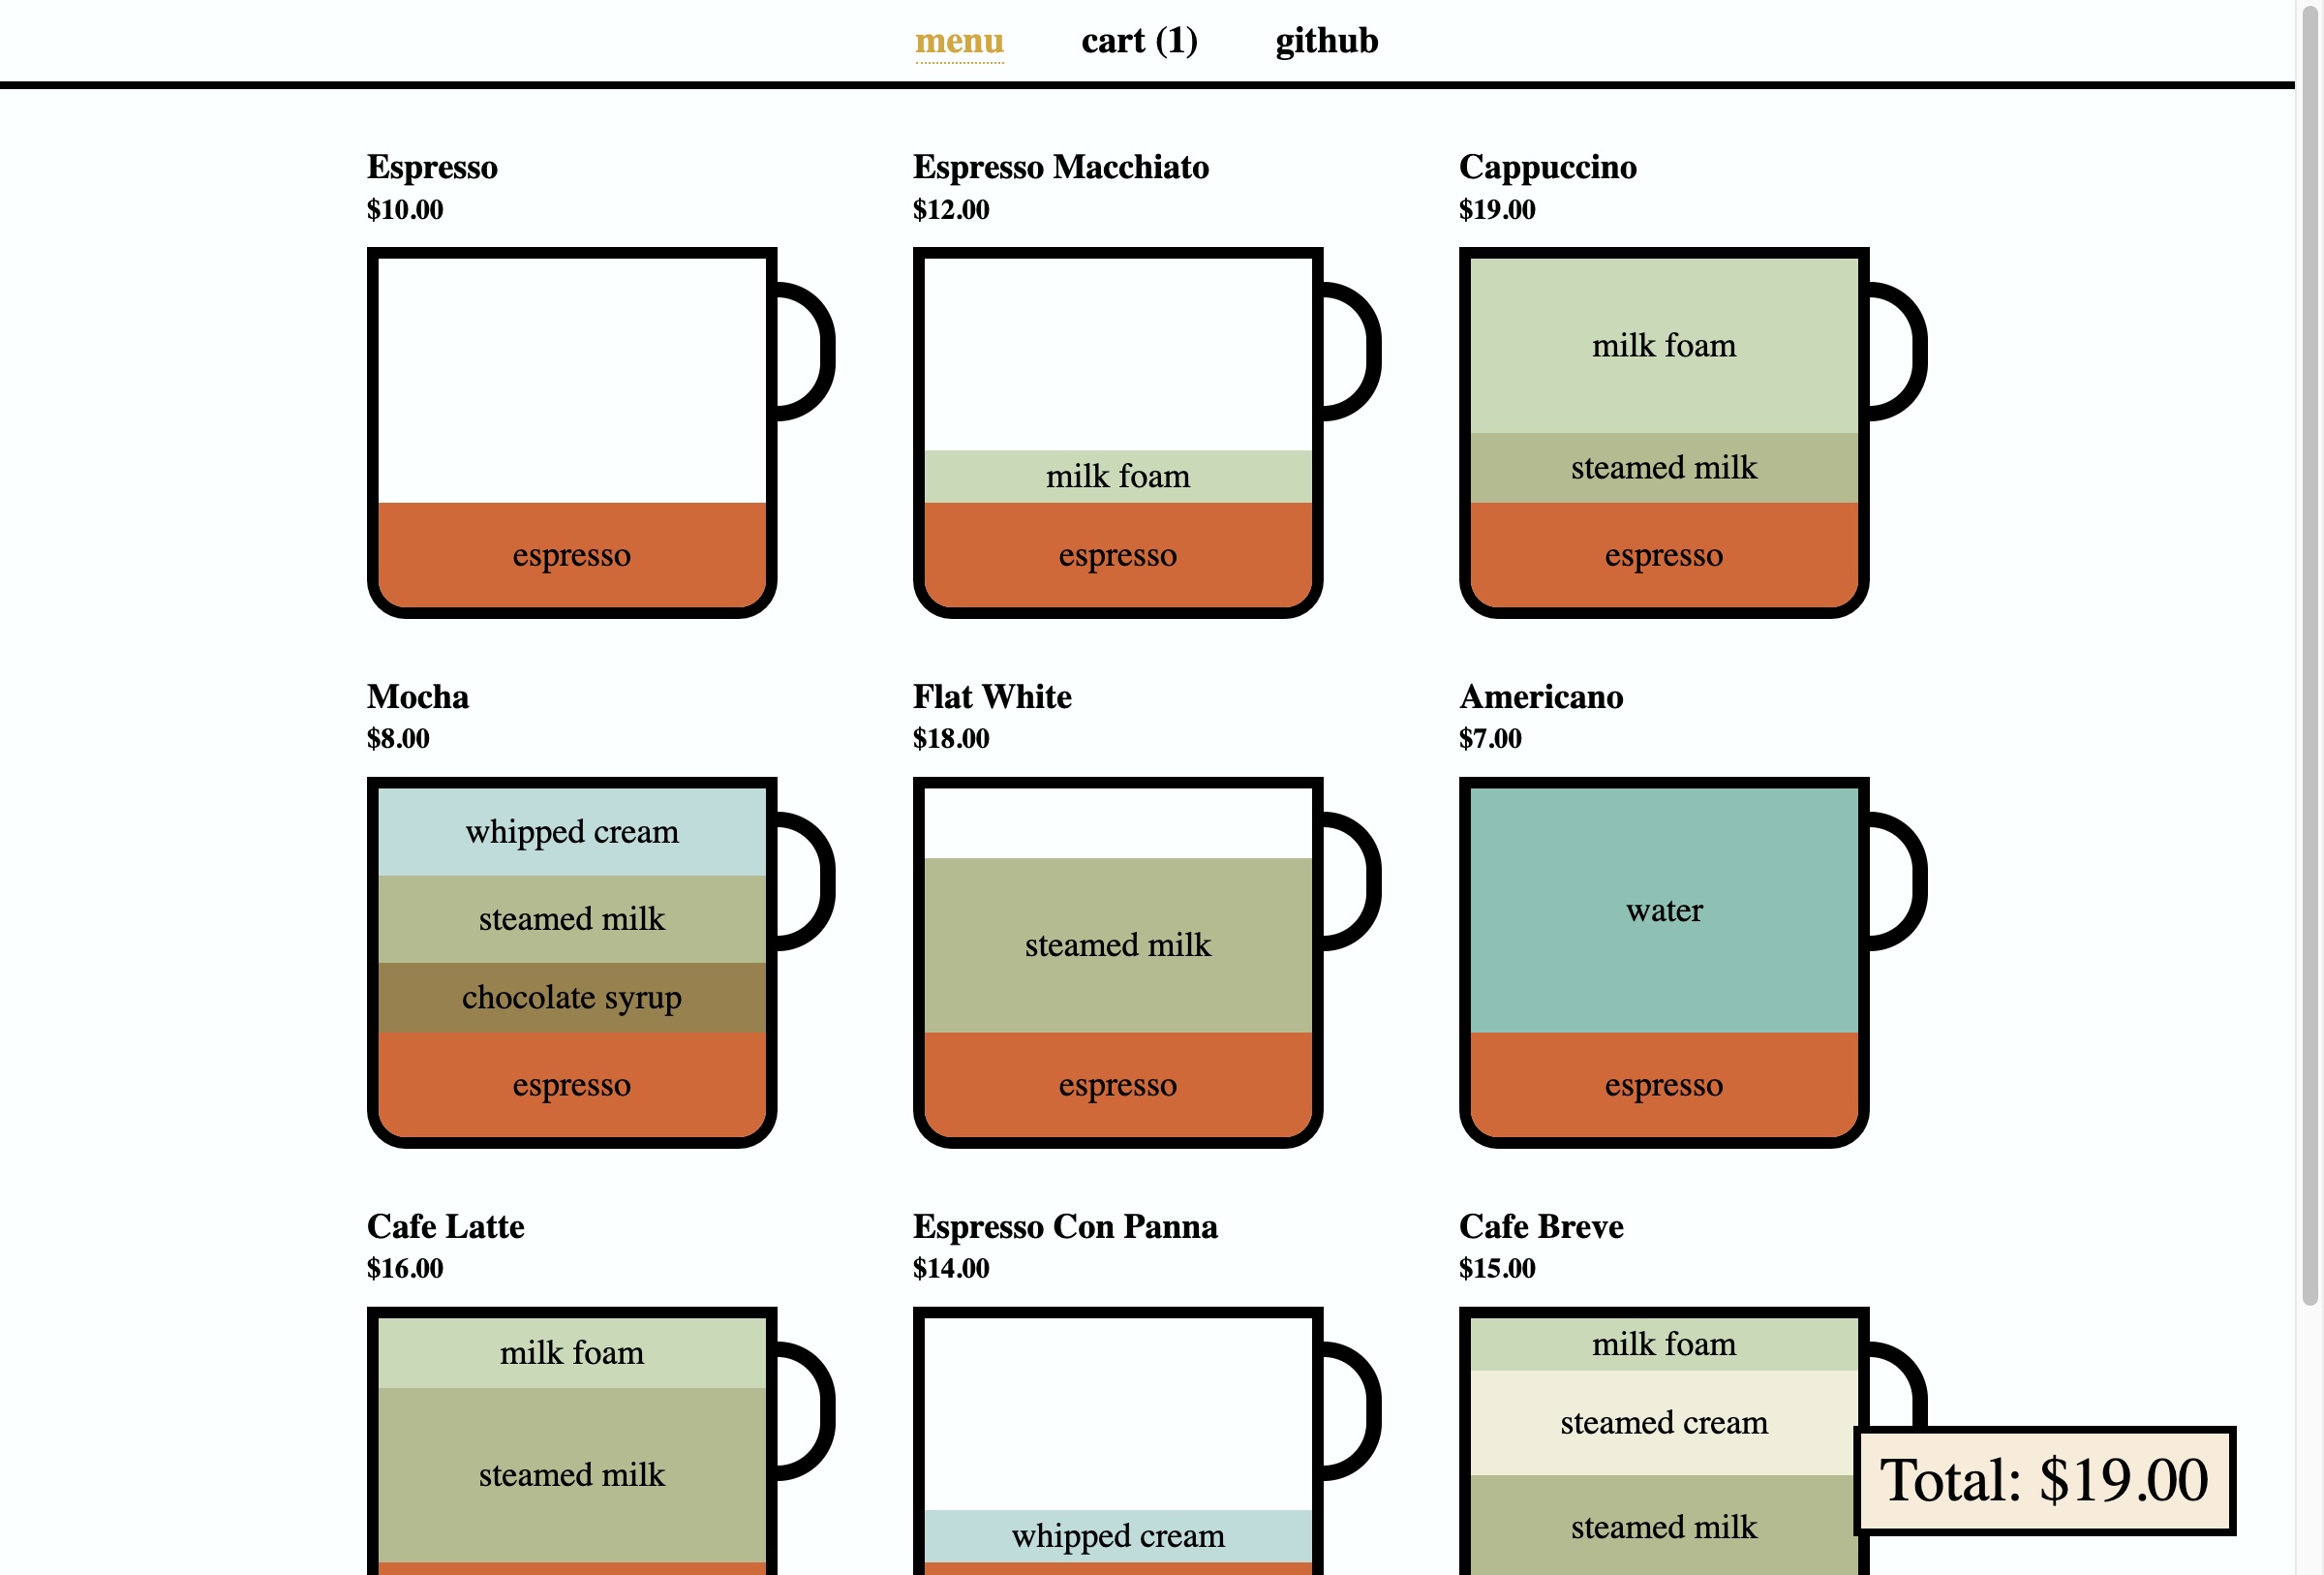 menu cart (1) github
Espresso
$10.00
espresso
Espresso Macchiato
$12.00
milk foam
espresso
Cappuccino
$19.00
milk foam
steamed milk
espresso
Mocha
$8.00
whipped cream
steamed milk
chocolate syrup
espresso
Flat White
$18.00
steamed milk
espresso
Americano
$7.00
water
espresso
Cafe Latte
$16.00
milk foam
steamed milk
Espresso Con Panna
$14.00
whipped cream
Cafe Breve
$15.00
milk foam
steamed cream
steamed milk
Total: $19.00